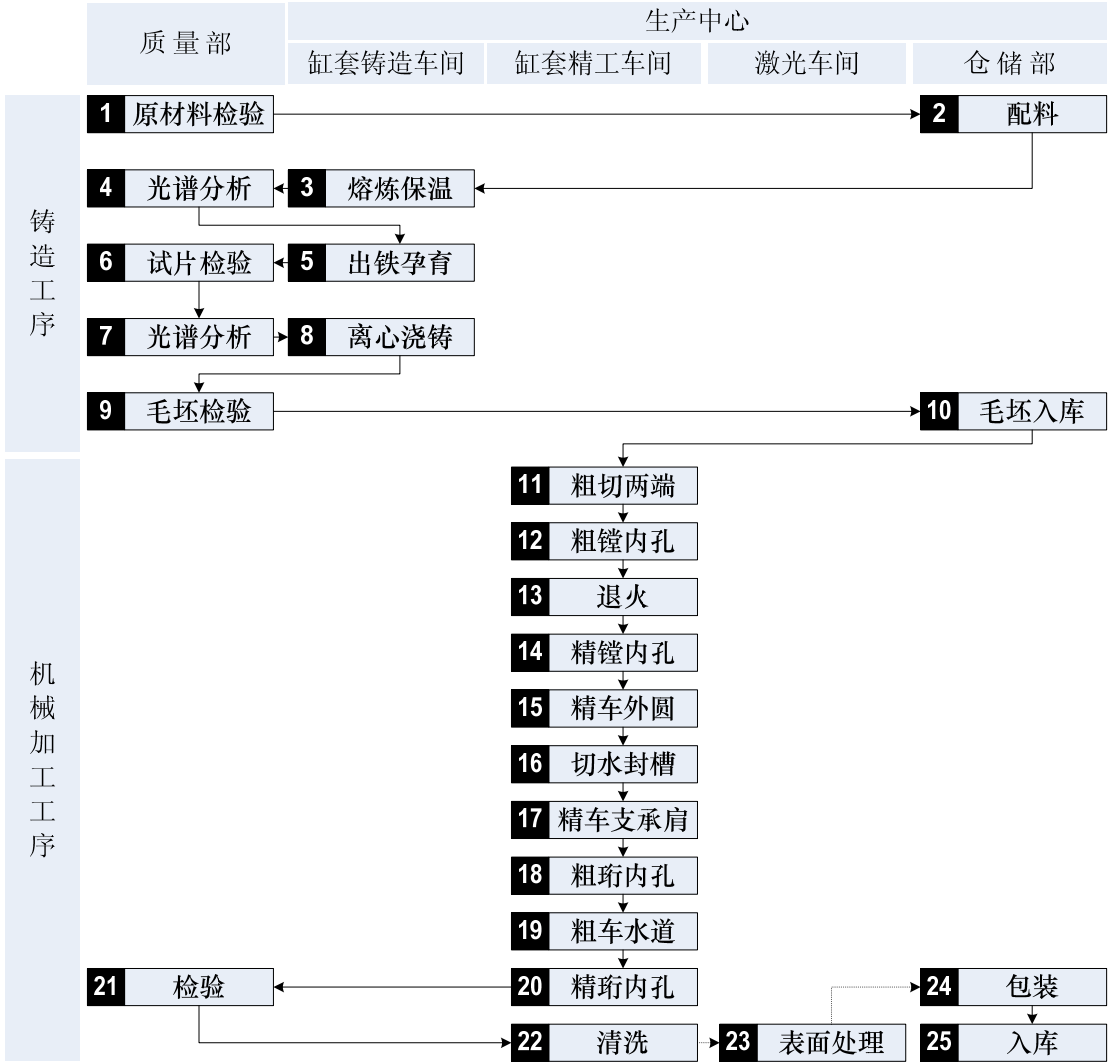 质量部
生产中心
缸套铸造车间
缸套精工车间
激光车间
仓储部
铸造工序
1 原材料检验
2 配料
4 光谱分析
3 熔炼保温
6 试片检验
5 出铁孕育
7 光谱分析
8 离心浇铸
9 毛坯检验
10 毛坯入库
机械加工工序
11 粗切两端
12 粗镗内孔
13 退火
14 精镗内孔
15 精车外圆
16 切水封槽
17 精车支承肩
18 粗珩内孔
19 粗车水道
21 检验
20 精珩内孔
24 包装
22 清洗
23 表面处理
25 入库